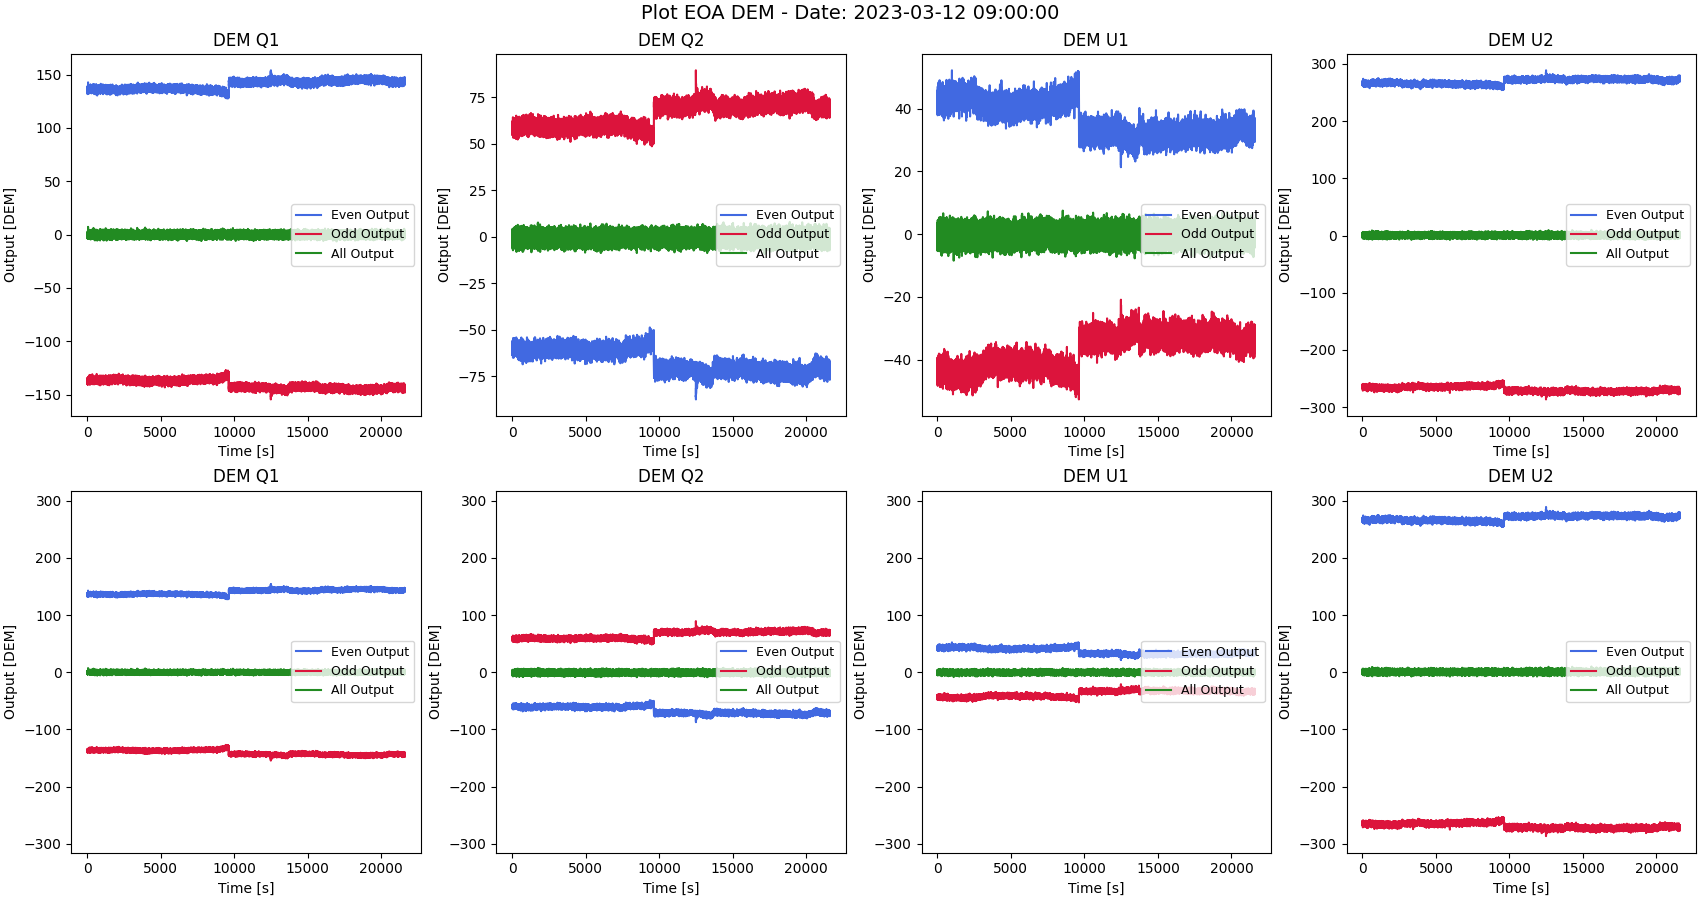 Plot EOA DEM - Date: 2023-03-12 09:00:00
DEM Q1
Output [DEM]
150
100
50
0
−50
−100
−150
Even Output
Odd Output
All Output
0 5000 10000 15000 20000
Time [s]
DEM Q2
Output [DEM]
75
50
25
0
−25
−50
−75
Even Output
Odd Output
All Output
0 5000 10000 15000 20000
Time [s]
DEM U1
Output [DEM]
40
20
0
−20
−40
Even Output
Odd Output
All Output
0 5000 10000 15000 20000
Time [s]
DEM U2
Output [DEM]
300
200
100
0
−100
−200
−300
Even Output
Odd Output
All Output
0 5000 10000 15000 20000
Time [s]
DEM Q1
Output [DEM]
300
200
100
0
−100
−200
−300
Even Output
Odd Output
All Output
0 5000 10000 15000 20000
Time [s]
DEM Q2
Output [DEM]
300
200
100
0
−100
−200
−300
Even Output
Odd Output
All Output
0 5000 10000 15000 20000
Time [s]
DEM U1
Output [DEM]
300
200
100
0
−100
−200
−300
Even Output
Odd Output
All Output
0 5000 10000 15000 20000
Time [s]
DEM U2
Output [DEM]
300
200
100
0
−100
−200
−300
Even Output
Odd Output
All Output
0 5000 10000 15000 20000
Time [s]